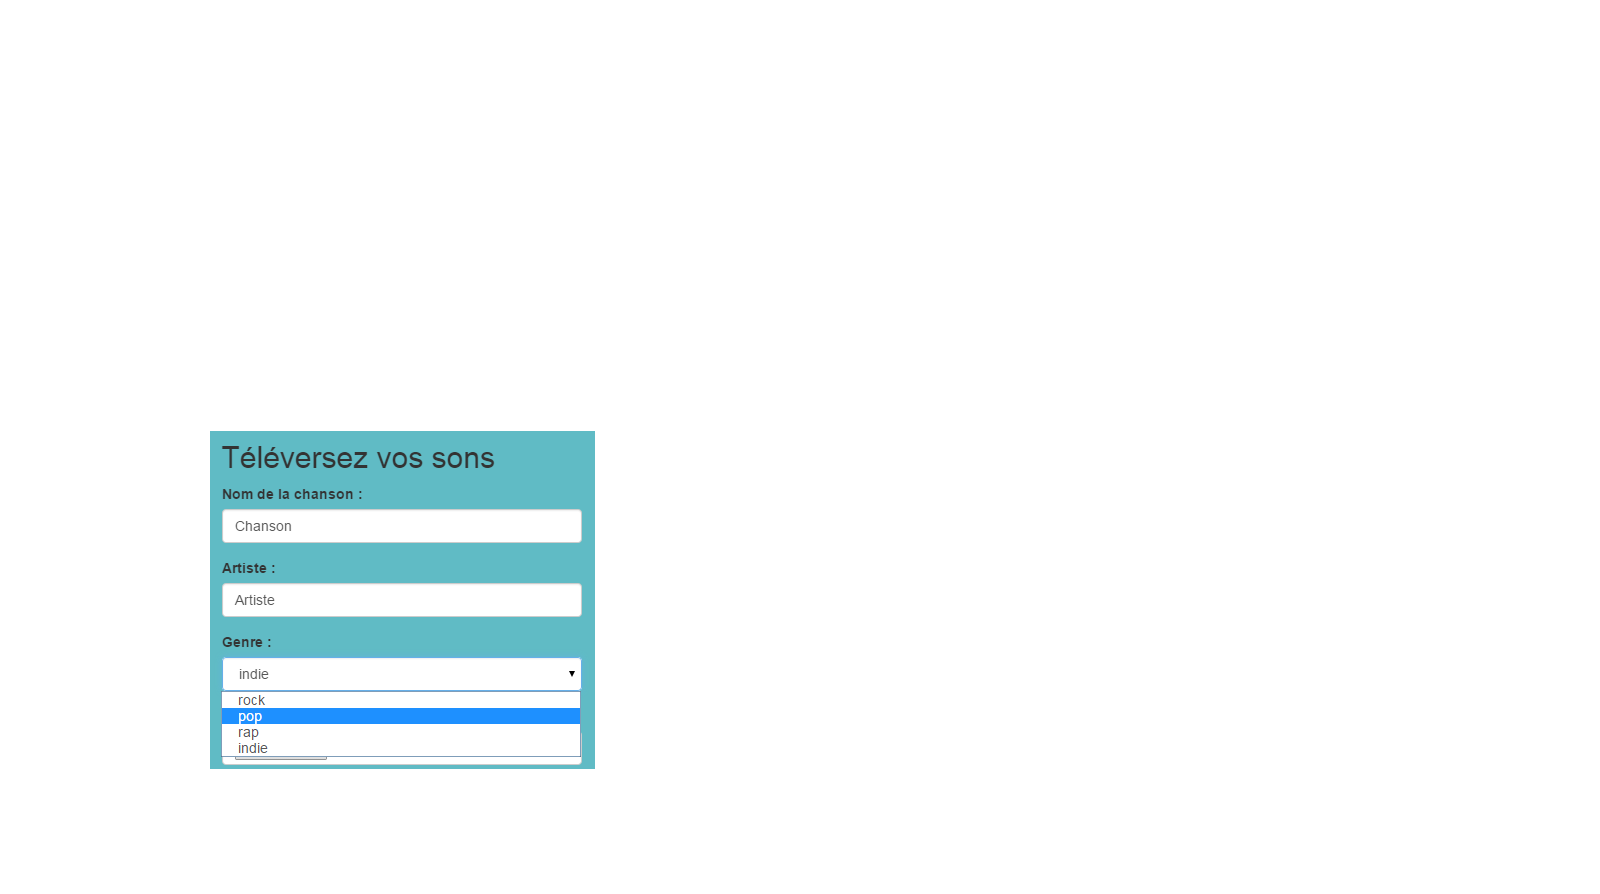 Téléversez vos sons
Nom de la chanson :
Chanson
Artiste :
Artiste
Genre :
indie
rock
pop
rap
indie